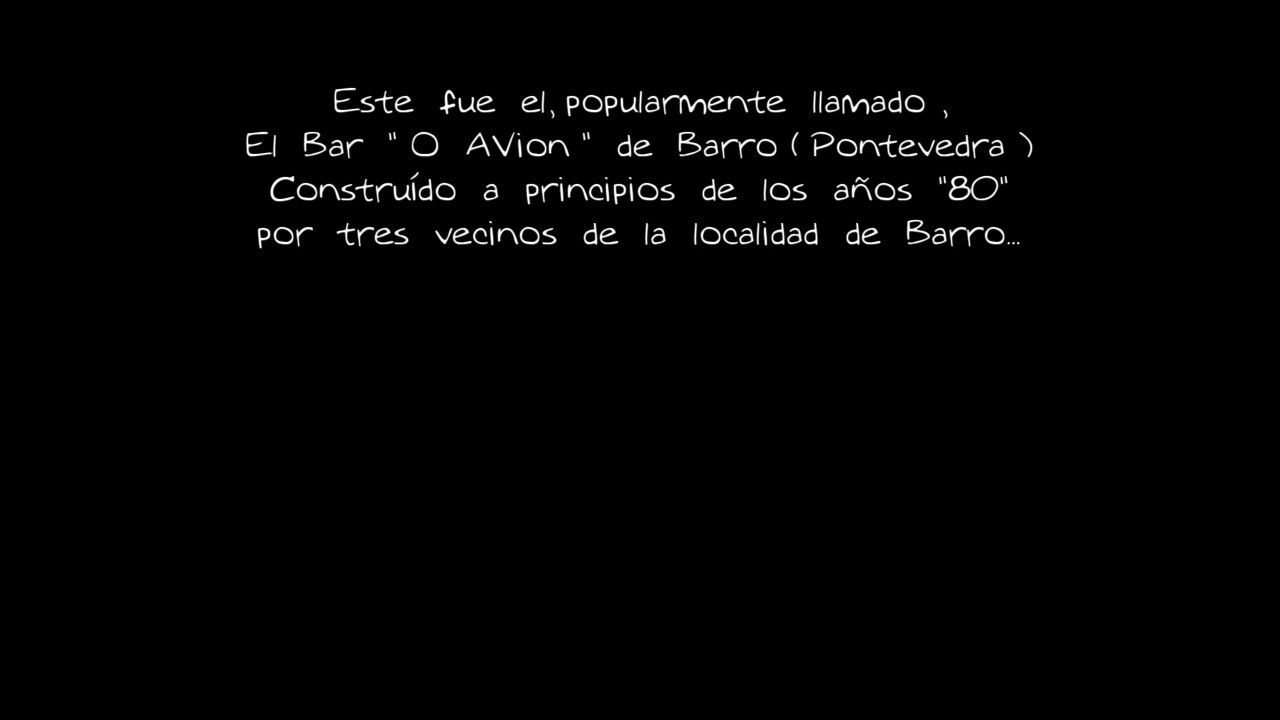 Este fue el, popularmente llamado ,
El Bar " O AVion " de Barro ( Pontevedra )
Construído a principios de los años "80"
por tres vecinos de la localidad de Barro...